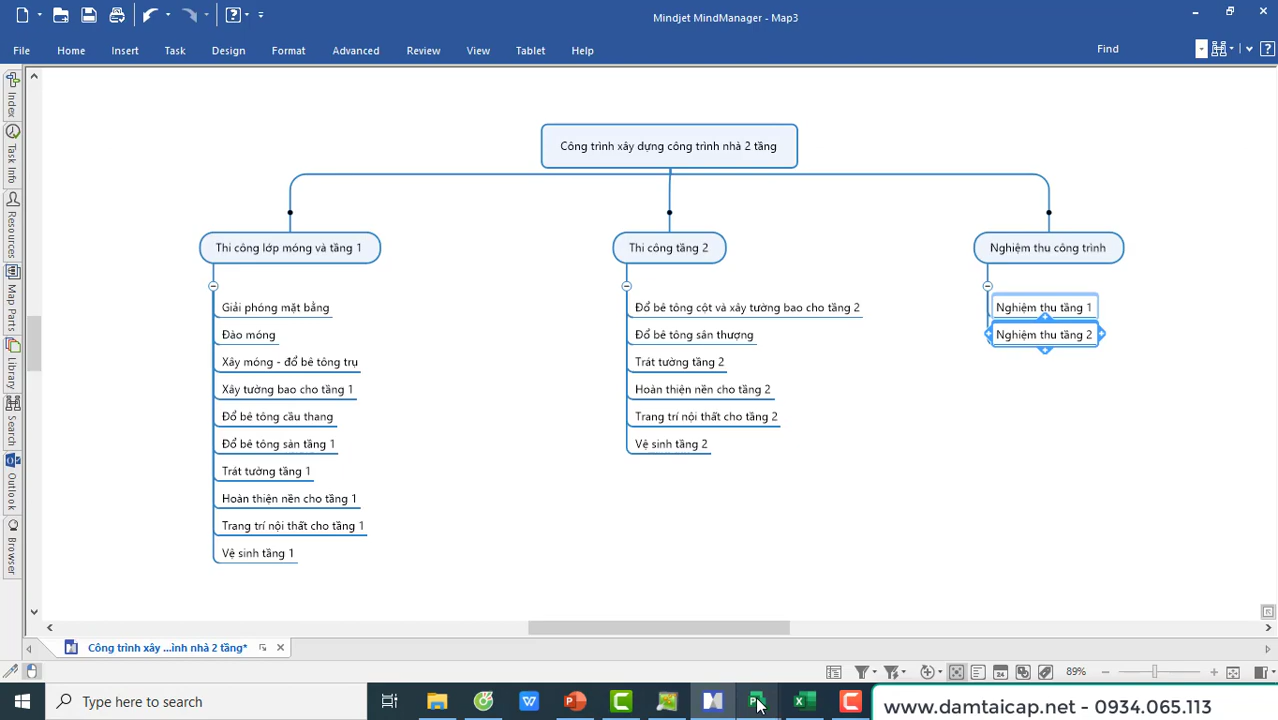 Mindjet MindManager - Map3
File Home Insert Task Design Format Advanced Review View Tablet Help Find
Index
Task Info
Resources
Map Parts
Library
Search
Outlook
Browser
Công trình xây dựng công trình nhà 2 tầng
Thi công lớp móng và tầng 1
Giải phóng mặt bằng
Đào móng
Xây móng - đổ bê tông trụ
Xây tường bao cho tầng 1
Đổ bê tông cầu thang
Đổ bê tông sàn tầng 1
Trát tường tầng 1
Hoàn thiện nền cho tầng 1
Trang trí nội thất cho tầng 1
Vệ sinh tầng 1
Thi công tầng 2
Đổ bê tông cột và xây tường bao cho tầng 2
Đổ bê tông sân thượng
Trát tường tầng 2
Hoàn thiện nền cho tầng 2
Trang trí nội thất cho tầng 2
Vệ sinh tầng 2
Nghiệm thu công trình
Nghiệm thu tầng 1
Nghiệm thu tầng 2
Công trình xây ...ình nhà 2 tầng*
89%
Type here to search
www.damtaicap.net - 0934.065.113